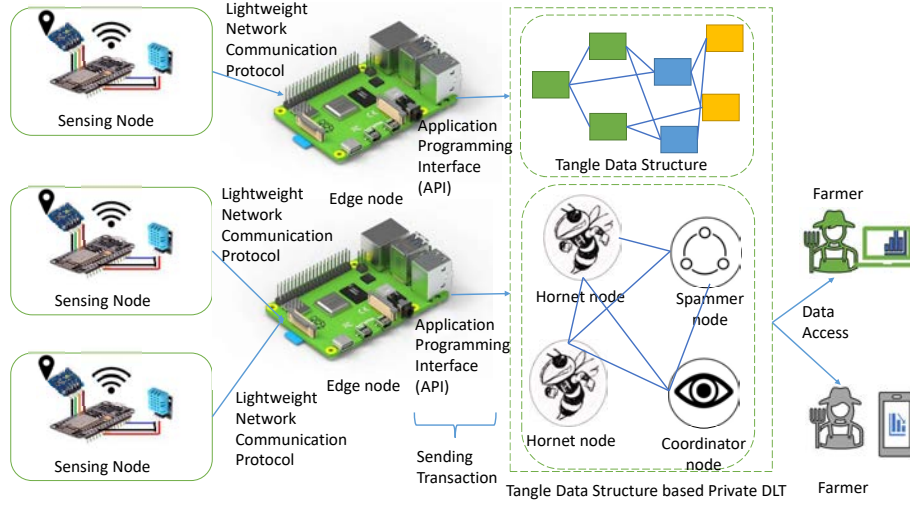 Lightweight
Network
Communication
Protocol
Sensing Node
Edge node
Application
Programming
Interface
(API)
Tangle Data Structure
Lightweight
Network
Communication
Protocol
Sensing Node
Edge node
Application
Programming
Interface
(API)
Hornet node
Spammer
node
Hornet node
Coordinator
node
Farmer
Data
Access
Farmer
Lightweight
Network
Communication
Protocol
Sensing Node
Sending
Transaction
Tangle Data Structure based Private DLT